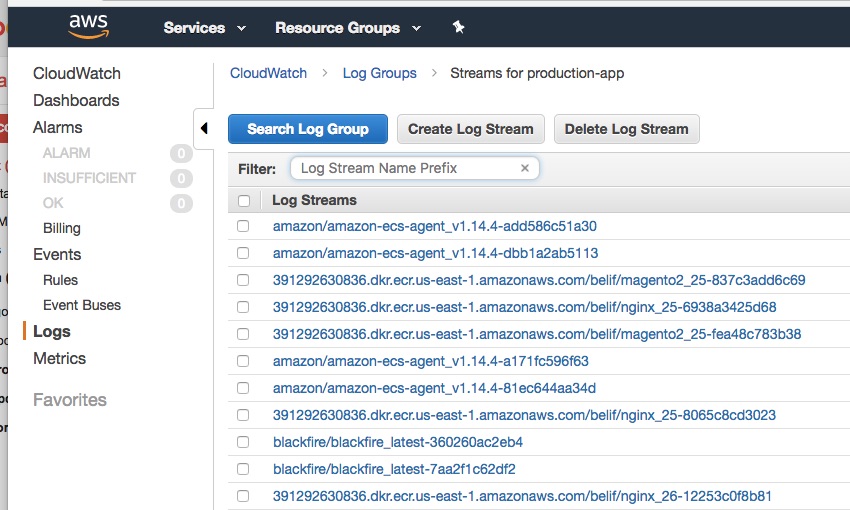 aws
Services
Resource Groups
CloudWatch
Dashboards
Alarms
ALARM 0
INSUFFICIENT 0
OK 0
Billing
Events
Rules
Event Buses
Logs
Metrics
Favorites
CloudWatch > Log Groups > Streams for production-app
Search Log Group Create Log Stream Delete Log Stream
Filter: Log Stream Name Prefix ×
Log Streams
amazon/amazon-ecs-agent_v1.14.4-add586c51a30
amazon/amazon-ecs-agent_v1.14.4-dbb1a2ab5113
391292630836.dkr.ecr.us-east-1.amazonaws.com/belif/magento2_25-837c3add6c69
391292630836.dkr.ecr.us-east-1.amazonaws.com/belif/nginx_25-6938a3425d68
391292630836.dkr.ecr.us-east-1.amazonaws.com/belif/magento2_25-fea48c783b38
amazon/amazon-ecs-agent_v1.14.4-a171fc596f63
amazon/amazon-ecs-agent_v1.14.4-81ec644aa34d
391292630836.dkr.ecr.us-east-1.amazonaws.com/belif/nginx_25-8065c8cd3023
blackfire/blackfire_latest-360260ac2eb4
blackfire/blackfire_latest-7aa2f1c62df2
391292630836.dkr.ecr.us-east-1.amazonaws.com/belif/nginx_26-12253c0f8b81